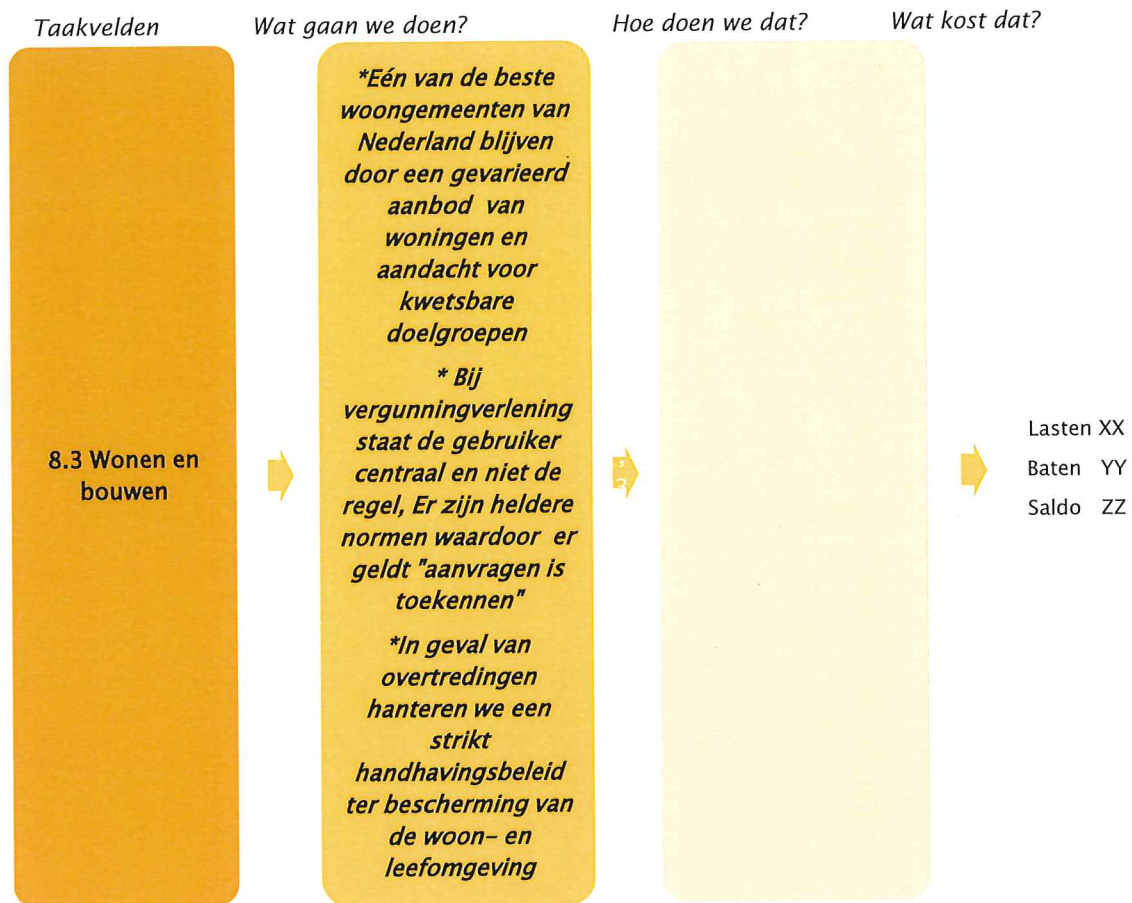 Taakvelden
Wat gaan we doen?
Hoe doen we dat?
Wat kost dat?
8.3 Wonen en
bouwen
*Eén van de beste
woongemeenten van
Nederland blijven
door een gevarieerd
aanbod van
woningen en
aandacht voor
kwetsbare
doelgroepen
* Bij
vergunningverlening
staat de gebruiker
centraal en niet de
regel, Er zijn heldere
normen waardoor er
geldt "aanvragen is
toekennen"
*In geval van
overtredingen
hanteren we een
strikt
handhavingsbeleid
ter bescherming van
de woon- en
leefomgeving
Lasten XX
Baten YY
Saldo ZZ